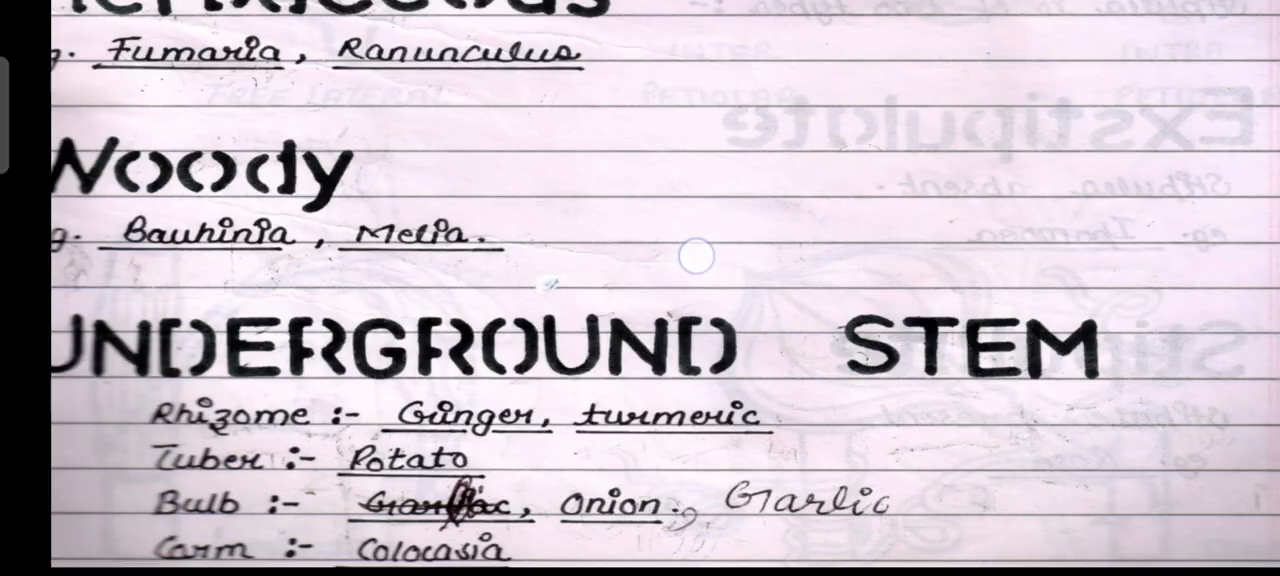 g. Fumaria, Ranunculus
Woody
g. Bauhinia, Melia.
UNDERGROUND STEM
Rhizome :- Ginger, turmeric
Tuber :- Potato
Bulb :- , Onion., Garlic
Corm :- Colocasia